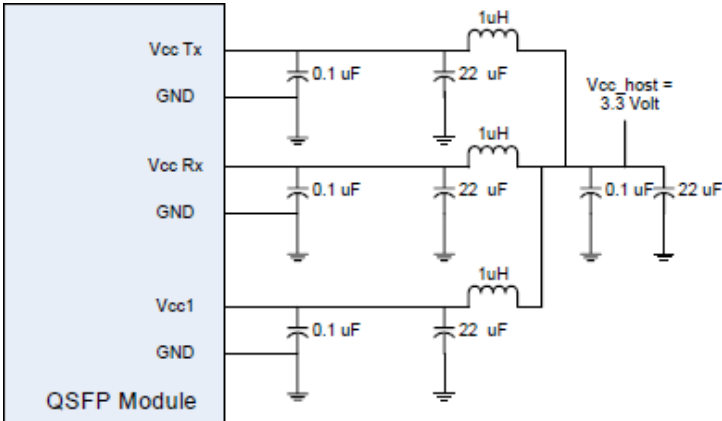 1uH
Vcc Tx
0.1 uF
22 uF
GND
Vcc_host =
3.3 Volt
1uH
Vcc Rx
0.1 uF
22 uF
0.1 uF
22 uF
GND
1uH
Vcc1
0.1 uF
22 uF
GND
QSFP Module